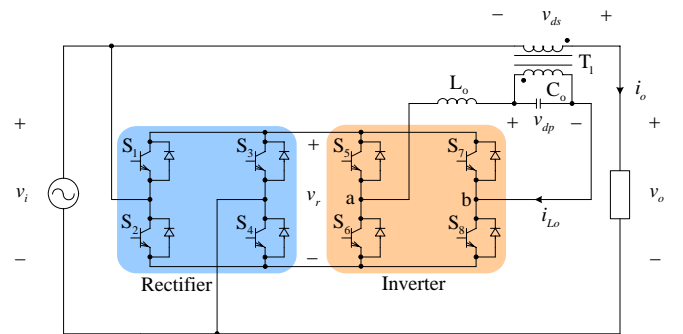 − v_ds +
T_1
L_o
C_o
i_o
+ v_dp −
+ v_i −
S_1
S_3
+ v_r −
S_5
S_7
a
b
i_Lo
+ v_o −
S_2
S_4
S_6
S_8
Rectifier
Inverter